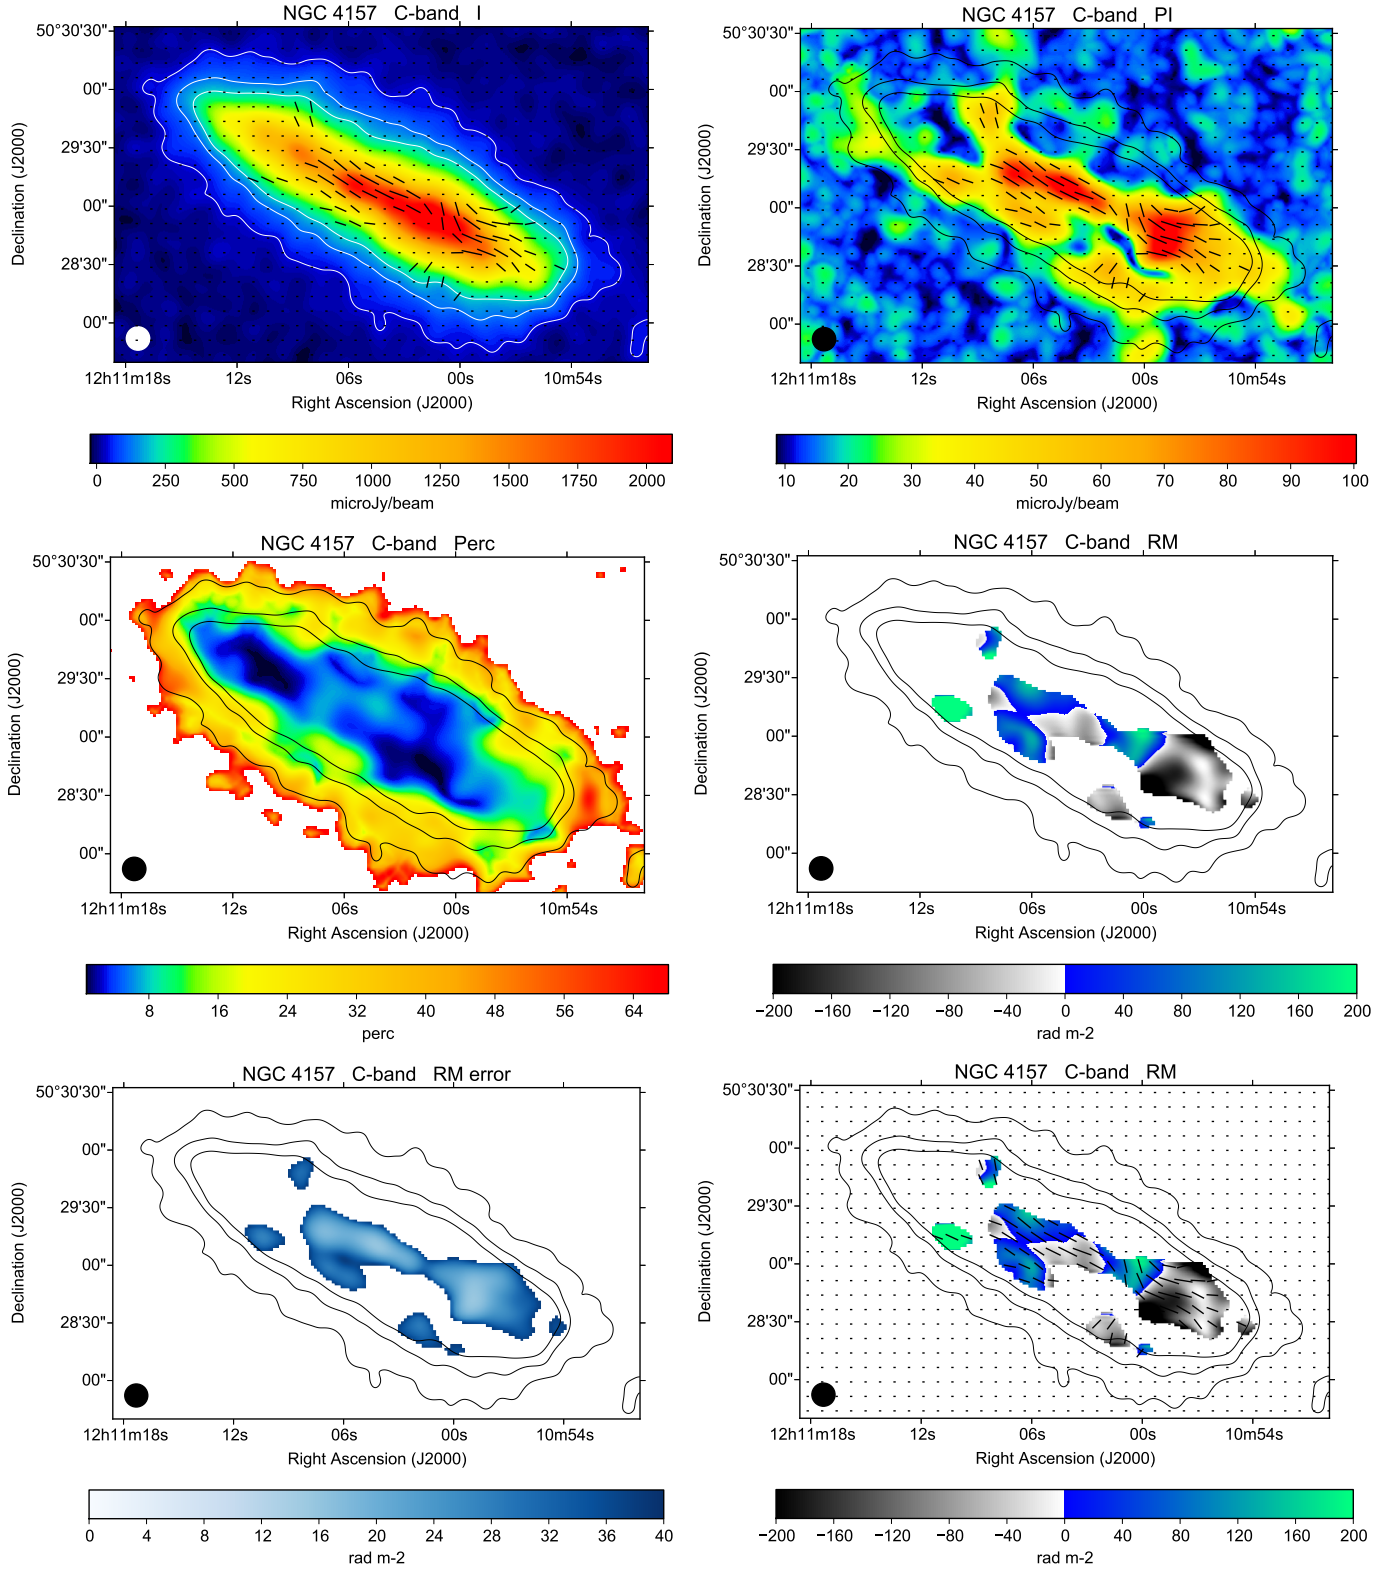 NGC 4157 C-band I
50°30'30"
00"
29'30"
00"
28'30"
00"
Declination (J2000)
12h11m18s 12s 06s 00s 10m54s
Right Ascension (J2000)
0 250 500 750 1000 1250 1500 1750 2000
microJy/beam
NGC 4157 C-band PI
50°30'30"
00"
29'30"
00"
28'30"
00"
Declination (J2000)
12h11m18s 12s 06s 00s 10m54s
Right Ascension (J2000)
10 20 30 40 50 60 70 80 90 100
microJy/beam
NGC 4157 C-band Perc
50°30'30"
00"
29'30"
00"
28'30"
00"
Declination (J2000)
12h11m18s 12s 06s 00s 10m54s
Right Ascension (J2000)
8 16 24 32 40 48 56 64
perc
NGC 4157 C-band RM
50°30'30"
00"
29'30"
00"
28'30"
00"
Declination (J2000)
12h11m18s 12s 06s 00s 10m54s
Right Ascension (J2000)
−200 −160 −120 −80 −40 0 40 80 120 160 200
rad m-2
NGC 4157 C-band RM error
50°30'30"
00"
29'30"
00"
28'30"
00"
Declination (J2000)
12h11m18s 12s 06s 00s 10m54s
Right Ascension (J2000)
0 4 8 12 16 20 24 28 32 36 40
rad m-2
NGC 4157 C-band RM
50°30'30"
00"
29'30"
00"
28'30"
00"
Declination (J2000)
12h11m18s 12s 06s 00s 10m54s
Right Ascension (J2000)
−200 −160 −120 −80 −40 0 40 80 120 160 200
rad m-2